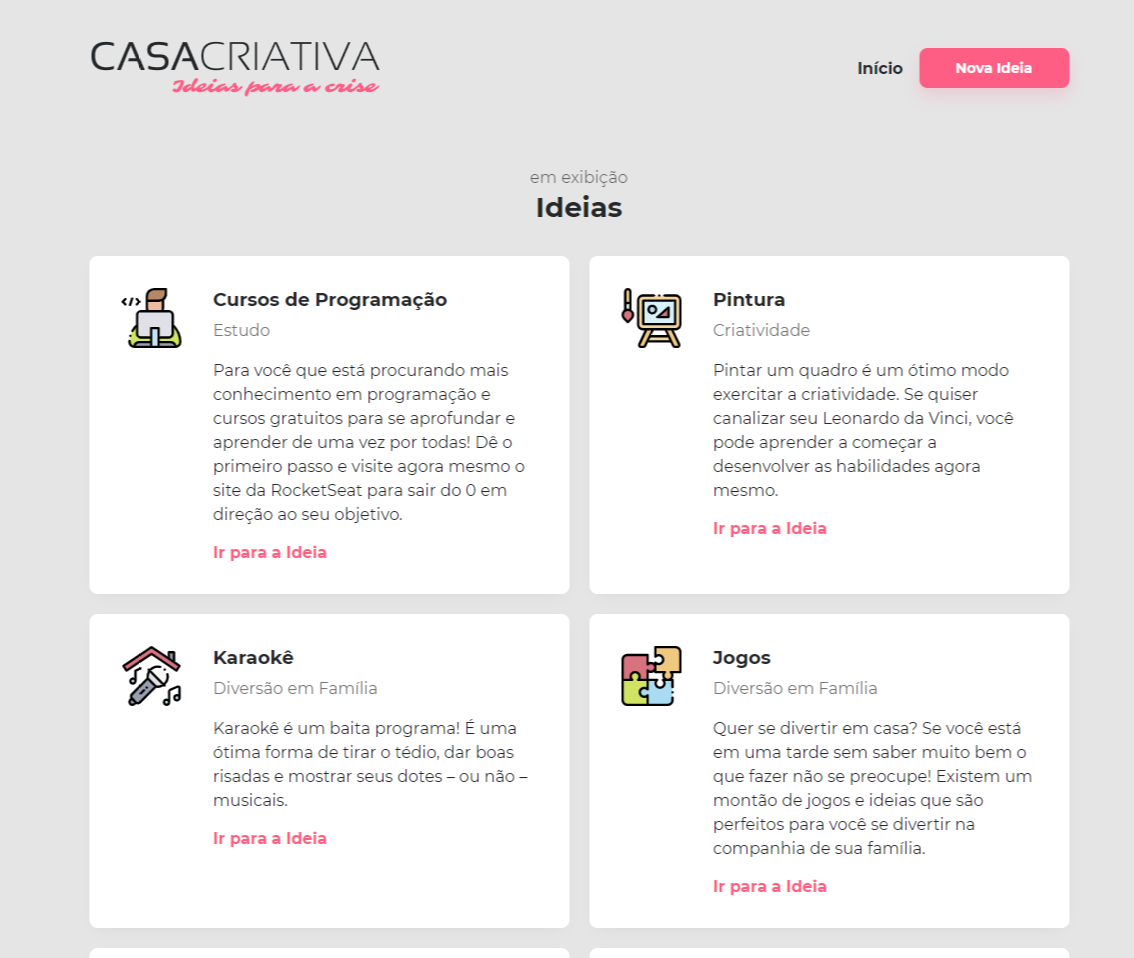 CASACRIATIVA
Ideias para a crise
Início
Nova Ideia
em exibição
Ideias
</>
Cursos de Programação
Estudo
Para você que está procurando mais
conhecimento em programação e
cursos gratuitos para se aprofundar e
aprender de uma vez por todas! Dê o
primeiro passo e visite agora mesmo o
site da RocketSeat para sair do 0 em
direção ao seu objetivo.
Ir para a Ideia
Pintura
Criatividade
Pintar um quadro é um ótimo modo
exercitar a criatividade. Se quiser
canalizar seu Leonardo da Vinci, você
pode aprender a começar a
desenvolver as habilidades agora
mesmo.
Ir para a Ideia
Karaokê
Diversão em Família
Karaokê é um baita programa! É uma
ótima forma de tirar o tédio, dar boas
risadas e mostrar seus dotes – ou não –
musicais.
Ir para a Ideia
Jogos
Diversão em Família
Quer se divertir em casa? Se você está
em uma tarde sem saber muito bem o
que fazer não se preocupe! Existem um
montão de jogos e ideias que são
perfeitos para você se divertir na
companhia de sua família.
Ir para a Ideia